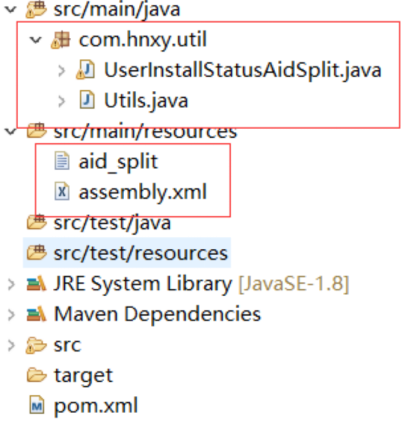 src/main/java
com.hnxy.util
UserInstallStatusAidSplit.java
Utils.java
src/main/resources
aid_split
assembly.xml
src/test/java
src/test/resources
JRE System Library [JavaSE-1.8]
Maven Dependencies
src
target
pom.xml